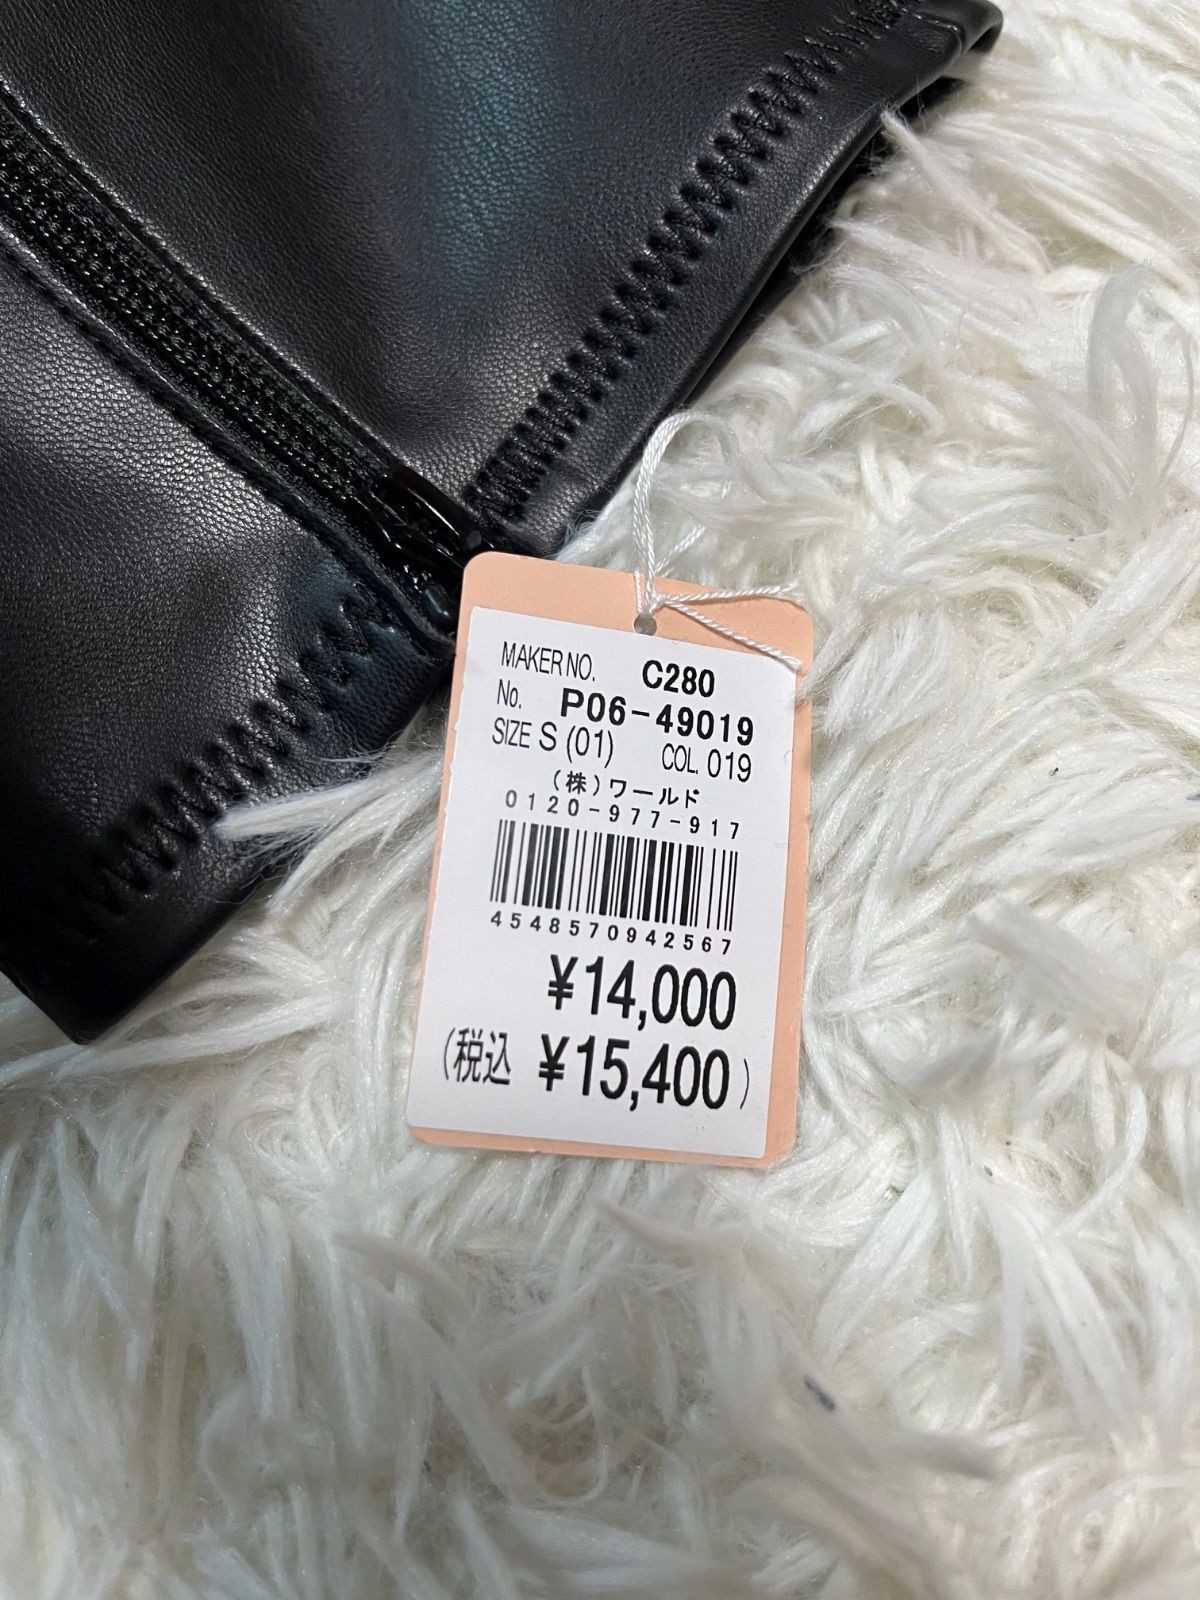 MAKER NO. C280
No. P06-49019
SIZE S (01) COL. 019
(株)ワールド
0120-977-917
4548570942567
¥14,000
(税込 ¥15,400)